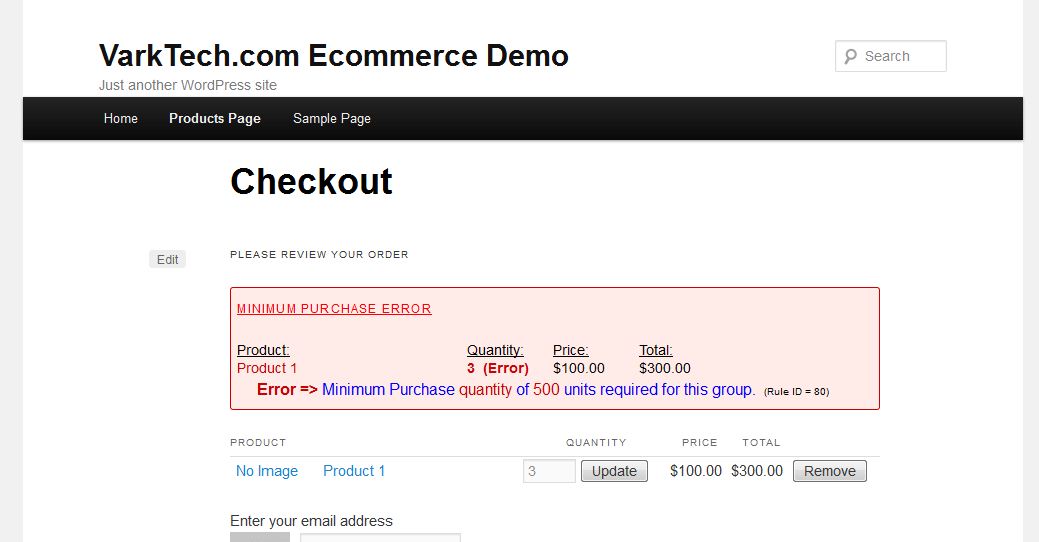 VarkTech.com Ecommerce Demo
Just another WordPress site
Search
Home Products Page Sample Page
Checkout
Edit
PLEASE REVIEW YOUR ORDER
MINIMUM PURCHASE ERROR
Product: Quantity: Price: Total:
Product 1 3 (Error) $100.00 $300.00
Error => Minimum Purchase quantity of 500 units required for this group. (Rule ID = 80)
PRODUCT QUANTITY PRICE TOTAL
No Image Product 1 3 Update $100.00 $300.00 Remove
Enter your email address